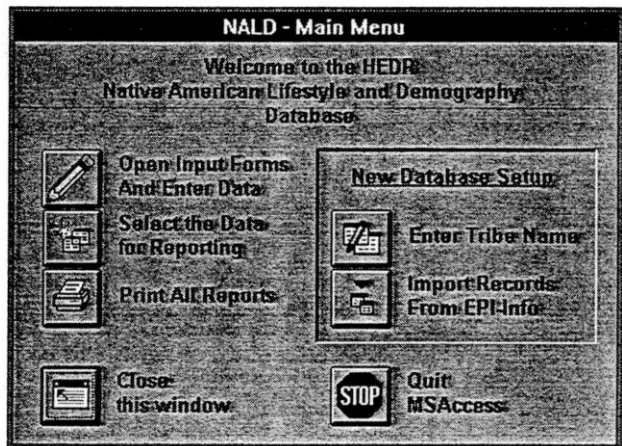 NALD - Main Menu
Welcome to the HEDR
Native American Lifestyle and Demography
Database
Open Input Forms
And Enter Data
Select the Data
for Reporting
Print All Reports
Close
this window
New Database Setup
Enter Tribe Name
Import Records
From EPI-Info
STOP
Quit
MSAccess